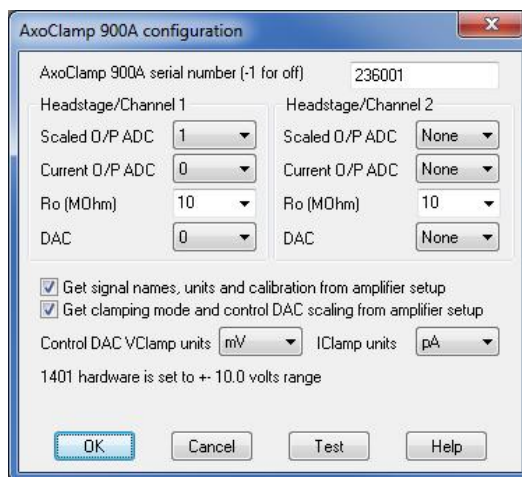 AxoClamp 900A configuration
AxoClamp 900A serial number (-1 for off) 236001
Headstage/Channel 1
Scaled O/P ADC 1
Current O/P ADC 0
Ro (MOhm) 10
DAC 0
Headstage/Channel 2
Scaled O/P ADC None
Current O/P ADC None
Ro (MOhm) 10
DAC None
Get signal names, units and calibration from amplifier setup
Get clamping mode and control DAC scaling from amplifier setup
Control DAC VClamp units mV IClamp units pA
1401 hardware is set to +- 10.0 volts range
OK Cancel Test Help